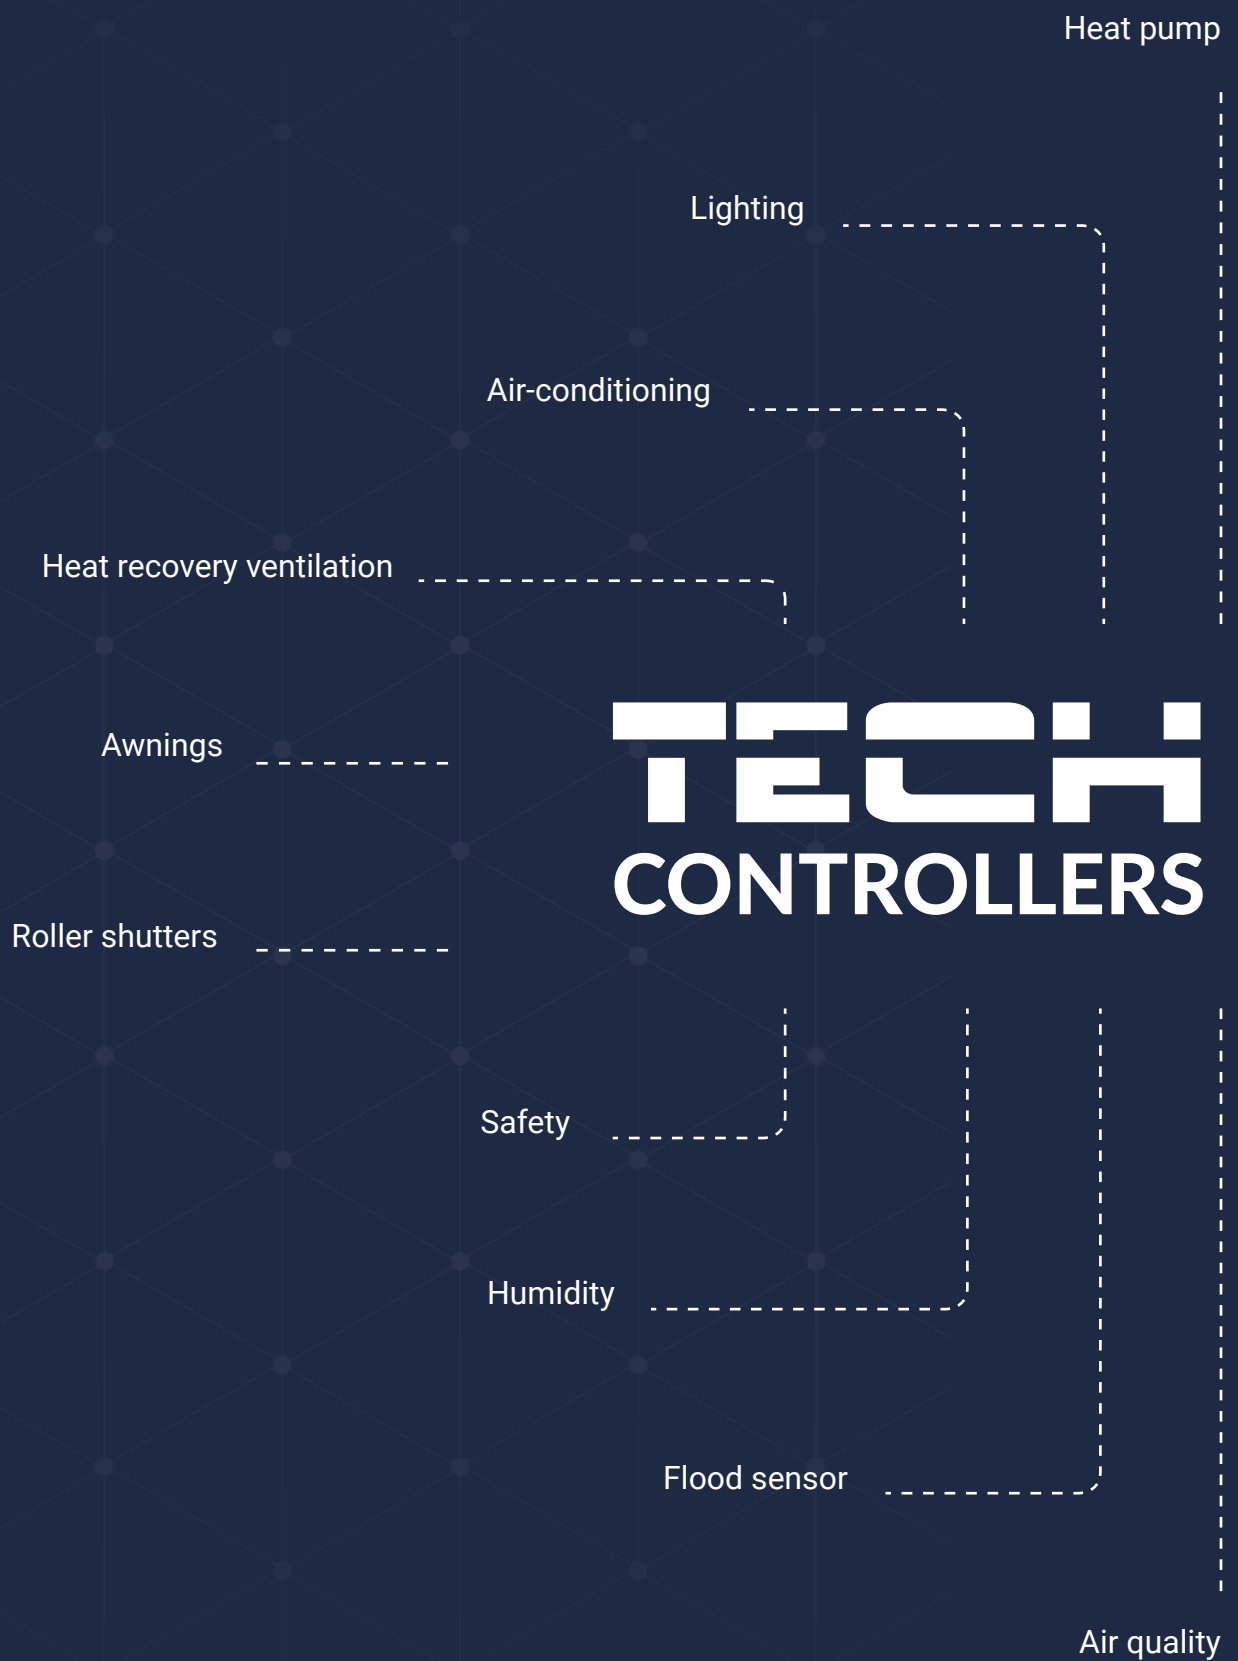 Heat pump
Lighting
Air-conditioning
Heat recovery ventilation
Awnings
TECH
CONTROLLERS
Roller shutters
Safety
Humidity
Flood sensor
Air quality